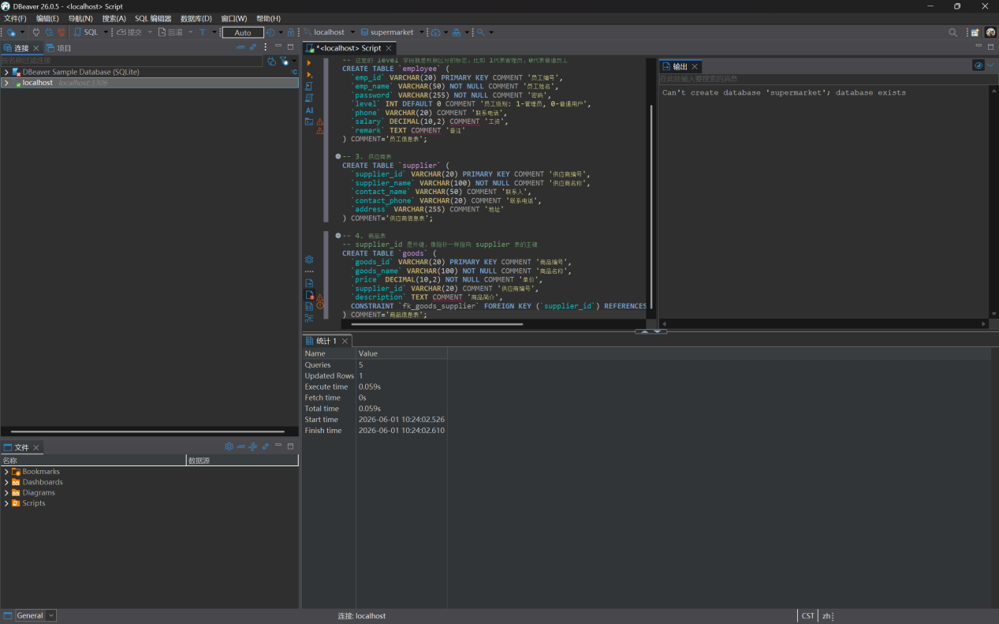 DBeaver 26.0.5 - <localhost> Script
文件(F) 编辑(E) 导航(N) 搜索(A) SQL 编辑器 数据库(D) 窗口(W) 帮助(H)
SQL 提交 回滚 T Auto localhost supermarket
连接 项目
按名称过滤连接
DBeaver Sample Database (SQLite)
localhost localhost:3306
文件
名称 数据源
Bookmarks
Dashboards
Diagrams
Scripts
*<localhost> Script
AI
-- 这里的 level 字段就是权限区分的标志，比如 1代表管理员，0代表普通员工
CREATE TABLE `employee` (
`emp_id` VARCHAR(20) PRIMARY KEY COMMENT '员工编号',
`emp_name` VARCHAR(50) NOT NULL COMMENT '员工姓名',
`password` VARCHAR(255) NOT NULL COMMENT '密码',
`level` INT DEFAULT 0 COMMENT '员工级别: 1-管理员, 0-普通用户',
`phone` VARCHAR(20) COMMENT '联系电话',
`salary` DECIMAL(10,2) COMMENT '工资',
`remark` TEXT COMMENT '备注'
) COMMENT='员工信息表';
-- 3. 供应商表
CREATE TABLE `supplier` (
`supplier_id` VARCHAR(20) PRIMARY KEY COMMENT '供应商编号',
`supplier_name` VARCHAR(100) NOT NULL COMMENT '供应商名称',
`contact_name` VARCHAR(50) COMMENT '联系人',
`contact_phone` VARCHAR(20) COMMENT '联系电话',
`address` VARCHAR(255) COMMENT '地址'
) COMMENT='供应商信息表';
-- 4. 商品表
-- supplier_id 是外键，像指针一样指向 supplier 表的主键
CREATE TABLE `goods` (
`goods_id` VARCHAR(20) PRIMARY KEY COMMENT '商品编号',
`goods_name` VARCHAR(100) NOT NULL COMMENT '商品名称',
`price` DECIMAL(10,2) NOT NULL COMMENT '单价',
`supplier_id` VARCHAR(20) COMMENT '供应商编号',
`description` TEXT COMMENT '商品简介',
CONSTRAINT `fk_goods_supplier` FOREIGN KEY (`supplier_id`) REFERENCES
) COMMENT='商品信息表';
输出
在此处输入要搜索的消息
Can't create database 'supermarket'; database exists
统计 1
Name Value
Queries 5
Updated Rows 1
Execute time 0.059s
Fetch time 0s
Total time 0.059s
Start time 2026-06-01 10:24:02.526
Finish time 2026-06-01 10:24:02.610
General 连接: localhost CST zh